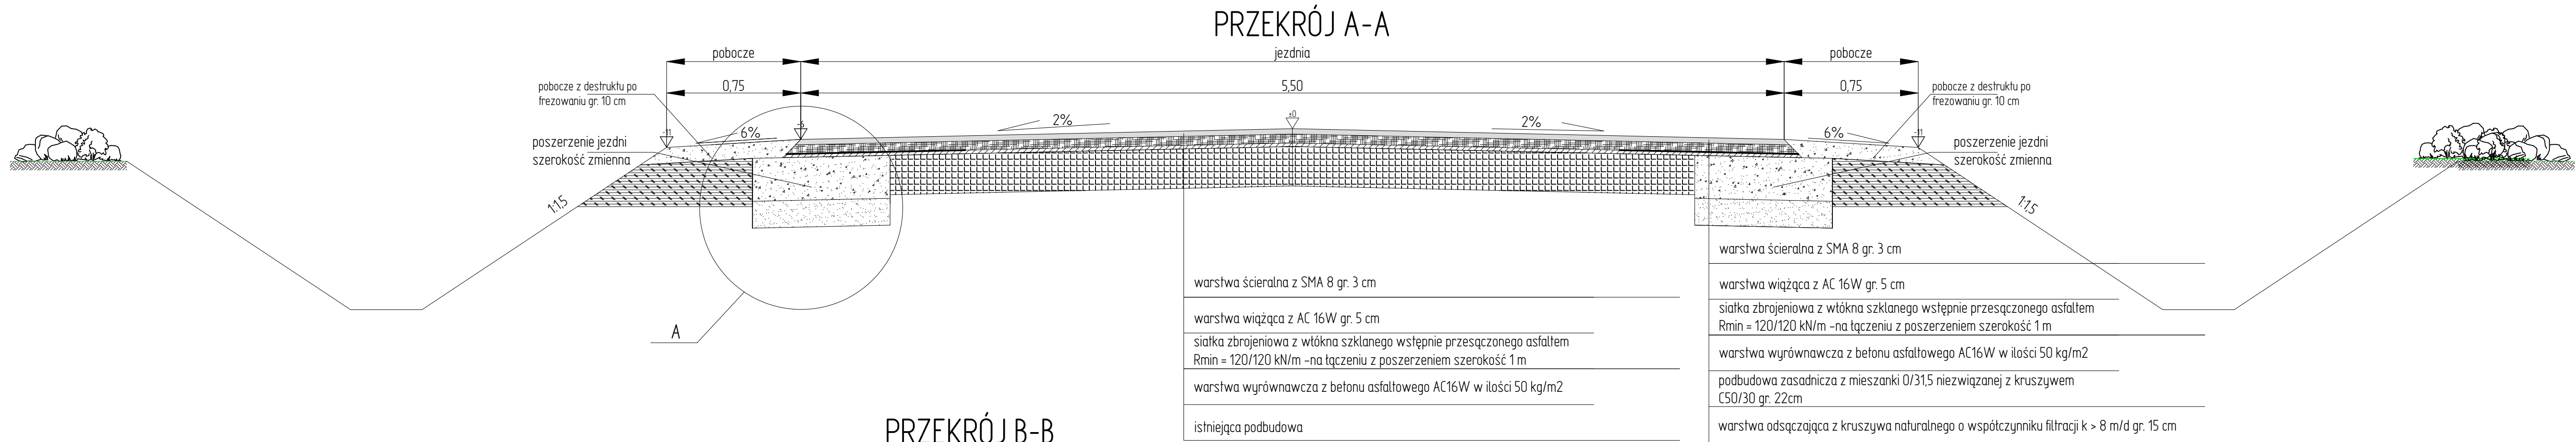 PRZEKRÓJ A-A
pobocze
jezdnia
pobocze
0,75
5,50
0,75
pobocze z destruktu po
frezowaniu gr. 10 cm
pobocze z destruktu po
frezowaniu gr. 10 cm
-11
6%
-6
2%
±0
2%
6%
-11
poszerzenie jezdni
szerokość zmienna
poszerzenie jezdni
szerokość zmienna
1:1,5
1:1,5
A
warstwa ścieralna z SMA 8 gr. 3 cm
warstwa wiążąca z AC 16W gr. 5 cm
siatka zbrojeniowa z włókna szklanego wstępnie przesączonego asfaltem
Rmin = 120/120 kN/m -na łączeniu z poszerzeniem szerokość 1 m
warstwa wyrównawcza z betonu asfaltowego AC16W w ilości 50 kg/m2
istniejąca podbudowa
warstwa ścieralna z SMA 8 gr. 3 cm
warstwa wiążąca z AC 16W gr. 5 cm
siatka zbrojeniowa z włókna szklanego wstępnie przesączonego asfaltem
Rmin = 120/120 kN/m -na łączeniu z poszerzeniem szerokość 1 m
warstwa wyrównawcza z betonu asfaltowego AC16W w ilości 50 kg/m2
podbudowa zasadnicza z mieszanki 0/31,5 niezwiązanej z kruszywem
C50/30 gr. 22cm
warstwa odsączająca z kruszywa naturalnego o współczynniku filtracji k > 8 m/d gr. 15 cm
PRZEKRÓJ B-B